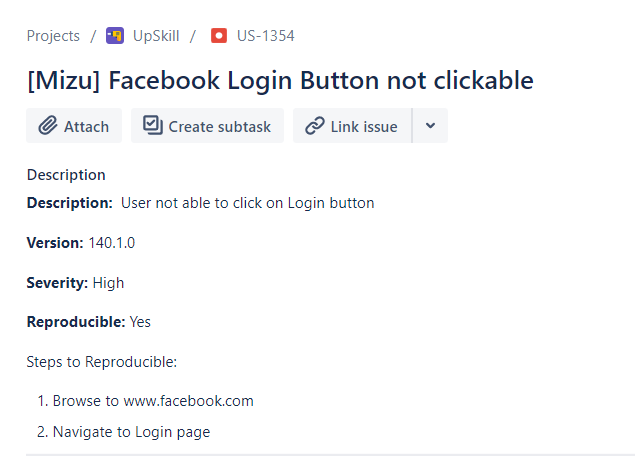 Projects / UpSkill / US-1354
[Mizu] Facebook Login Button not clickable
Attach Create subtask Link issue
Description
Description: User not able to click on Login button
Version: 140.1.0
Severity: High
Reproducible: Yes
Steps to Reproducible:
1. Browse to www.facebook.com
2. Navigate to Login page